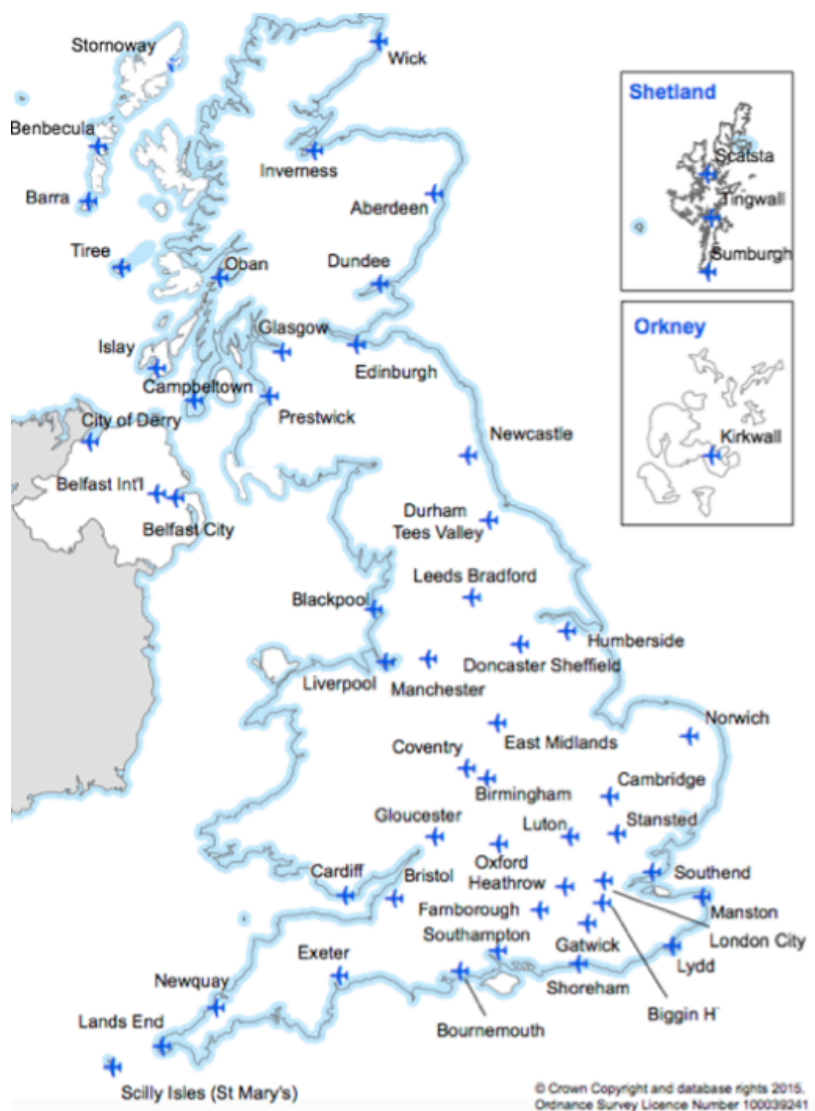 Stornoway
Wick
Shetland
Benbecula
Scatsta
Inverness
Barra
Aberdeen
Tingwall
Tiree
Oban
Dundee
Sumburgh
Glasgow
Orkney
Islay
Edinburgh
Campbeltown
Prestwick
City of Derry
Newcastle
Kirkwall
Belfast Int'l
Belfast City
Durham
Tees Valley
Leeds Bradford
Blackpool
Humberside
Doncaster Sheffield
Liverpool
Manchester
Norwich
East Midlands
Coventry
Birmingham
Cambridge
Gloucester
Luton
Stansted
Oxford
Cardiff
Bristol
Heathrow
Southend
Farnborough
Manston
Southampton
London City
Gatwick
Lydd
Exeter
Newquay
Shoreham
Biggin H
Lands End
Bournemouth
Scilly Isles (St Mary's)
© Crown Copyright and database rights 2015.
Ordnance Survey Licence Number 100039241